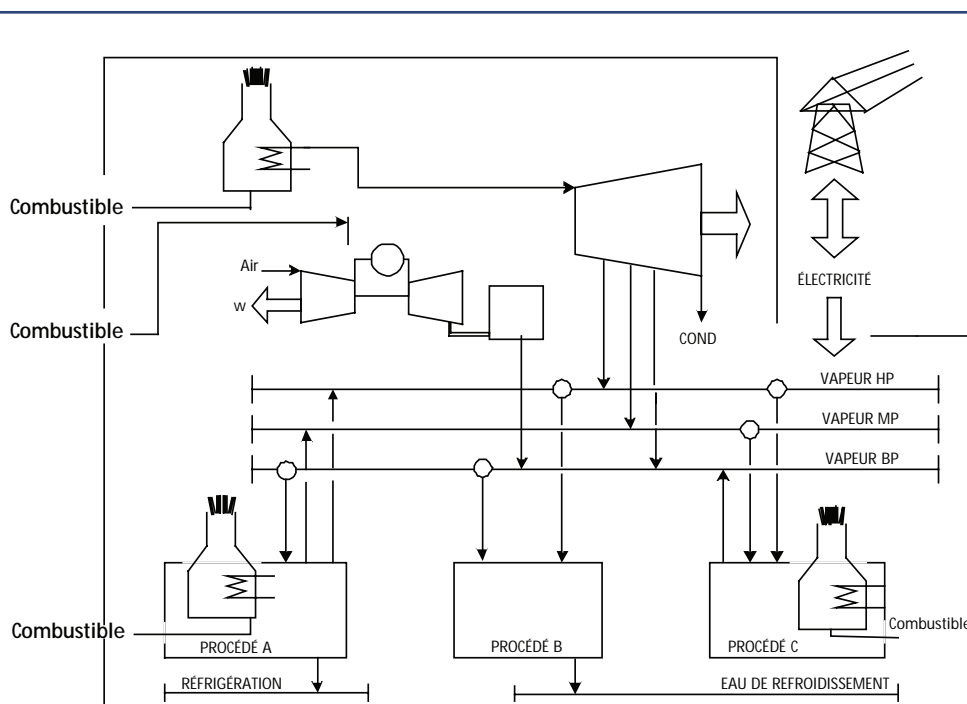 Combustible
Air
w
Combustible
COND
ÉLECTRICITÉ
VAPEUR HP
VAPEUR MP
VAPEUR BP
Combustible
PROCÉDÉ A
PROCÉDÉ B
PROCÉDÉ C
Combustible
RÉFRIGÉRATION
EAU DE REFROIDISSEMENT